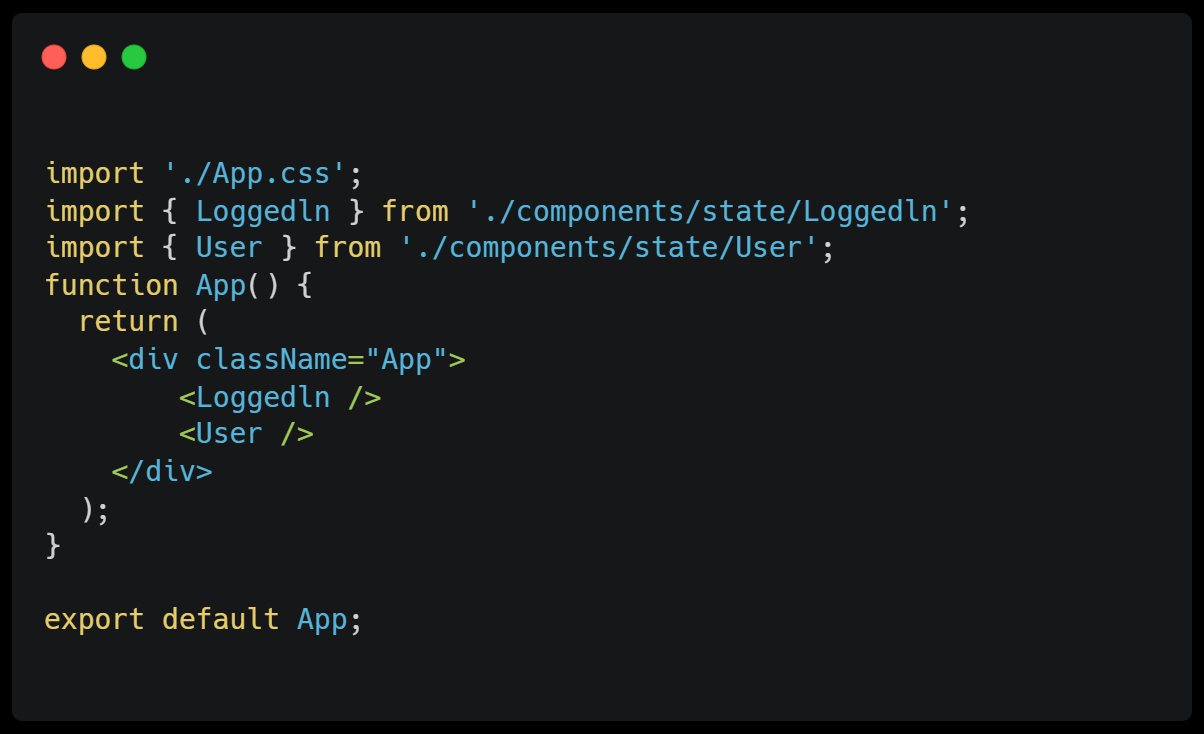 import './App.css';
import { Loggedln } from './components/state/Loggedln';
import { User } from './components/state/User';
function App() {
  return (
    <div className="App">
        <Loggedln />
        <User />
    </div>
  );
}

export default App;